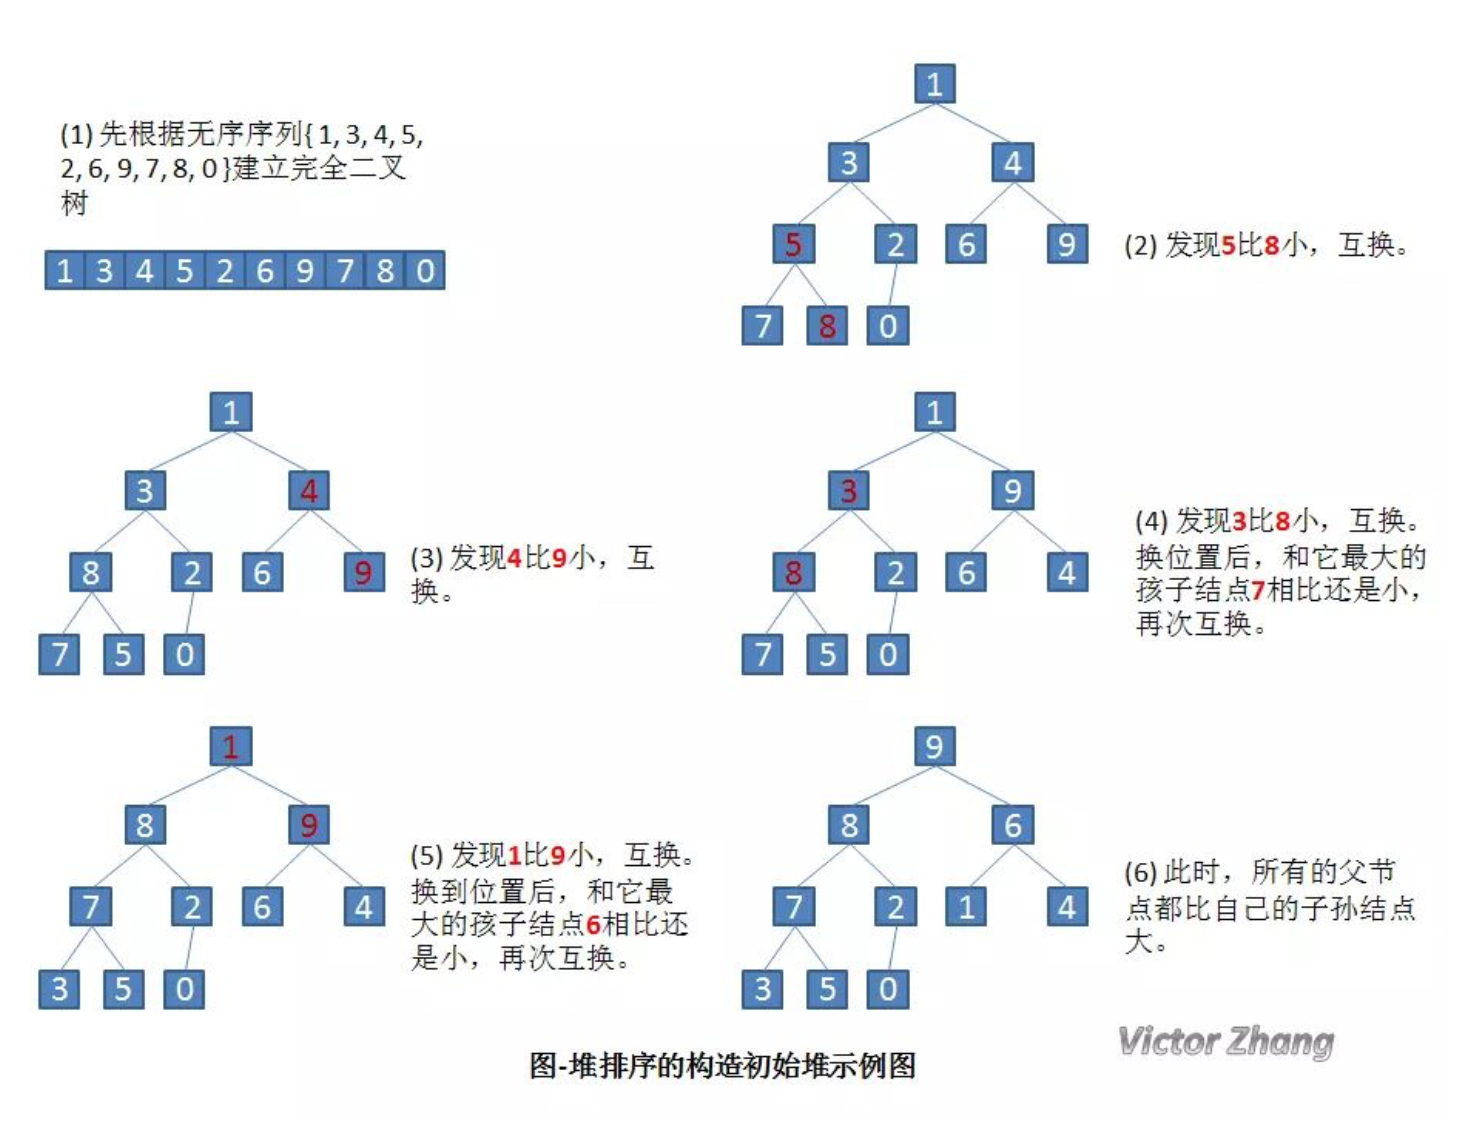 (1) 先根据无序序列{ 1, 3, 4, 5,
2, 6, 9, 7, 8, 0 }建立完全二叉
树
1 3 4 5 2 6 9 7 8 0
1
3 4
5 2 6 9
7 8 0
(2) 发现5比8小，互换。
1
3 4
8 2 6 9
7 5 0
(3) 发现4比9小，互
换。
1
3 9
8 2 6 4
7 5 0
(4) 发现3比8小，互换。
换位置后，和它最大的
孩子结点7相比还是小，
再次互换。
1
8 9
7 2 6 4
3 5 0
(5) 发现1比9小，互换。
换到位置后，和它最
大的孩子结点6相比还
是小，再次互换。
9
8 6
7 2 1 4
3 5 0
(6) 此时，所有的父节
点都比自己的子孙结点
大。
Victor Zhang
图-堆排序的构造初始堆示例图